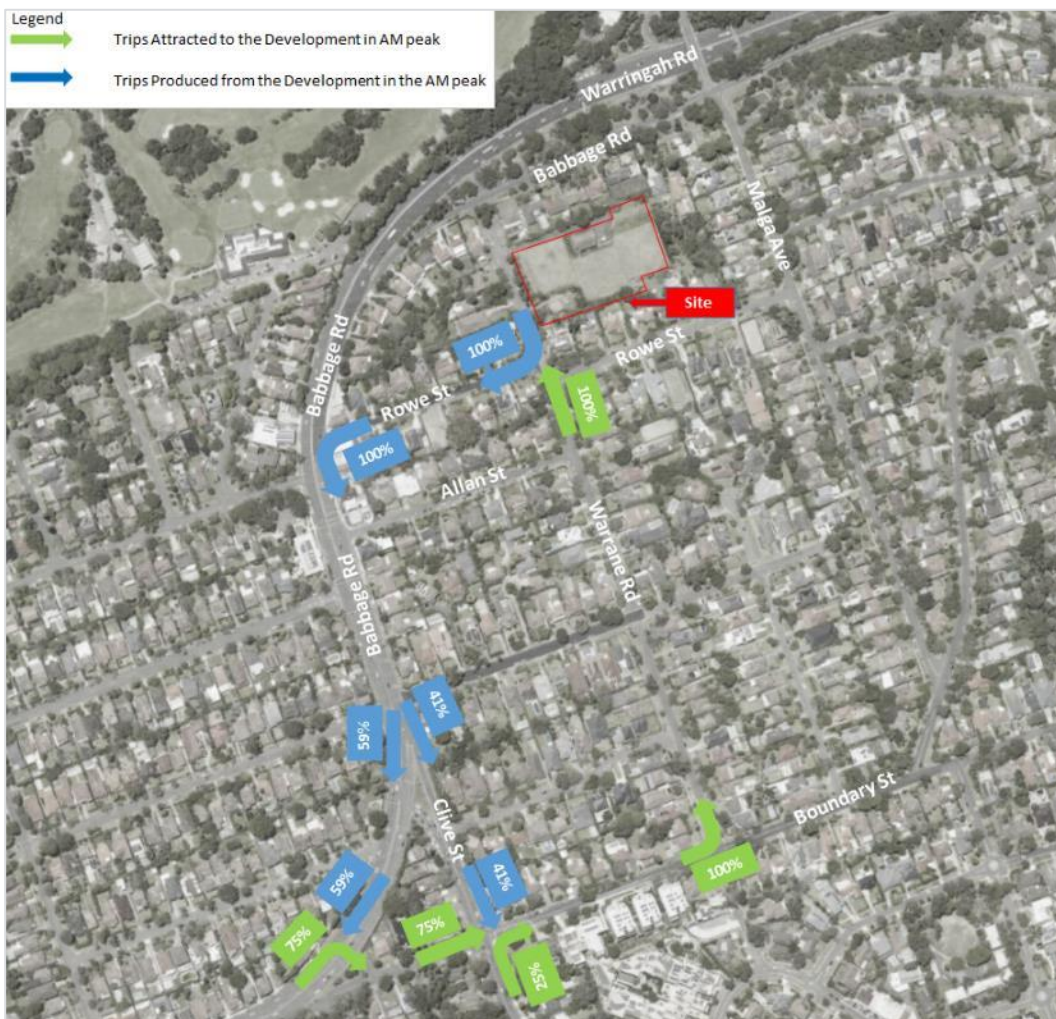 Legend
Trips Attracted to the Development in AM peak
Trips Produced from the Development in the AM peak
Warringah Rd
Babbage Rd
Malga Ave
Site
Babbage Rd
100%
Rowe St
Rowe St
100%
100%
Allan St
Warrane Rd
Babbage Rd
41%
59%
Clive St
Boundary St
59%
41%
100%
75%
75%
25%